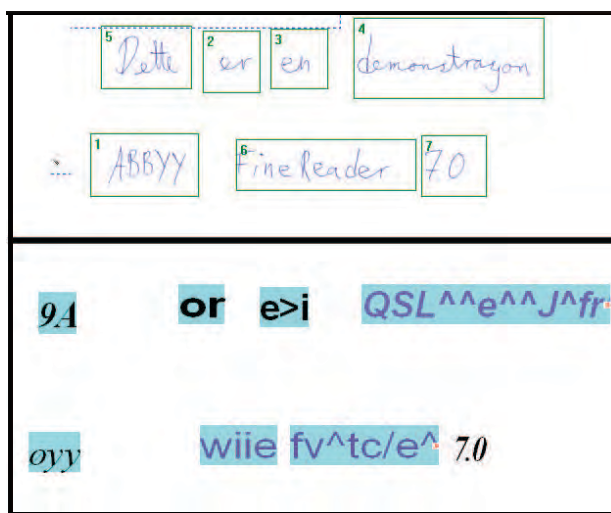 5 Dette 2 er 3 en 4 demonstrasjon
1 ABBYY 6 FineReader 7 7.0
9A or e>i QSL^^e^^J^fr
oyy wiie fv^tc/e^ 7.0